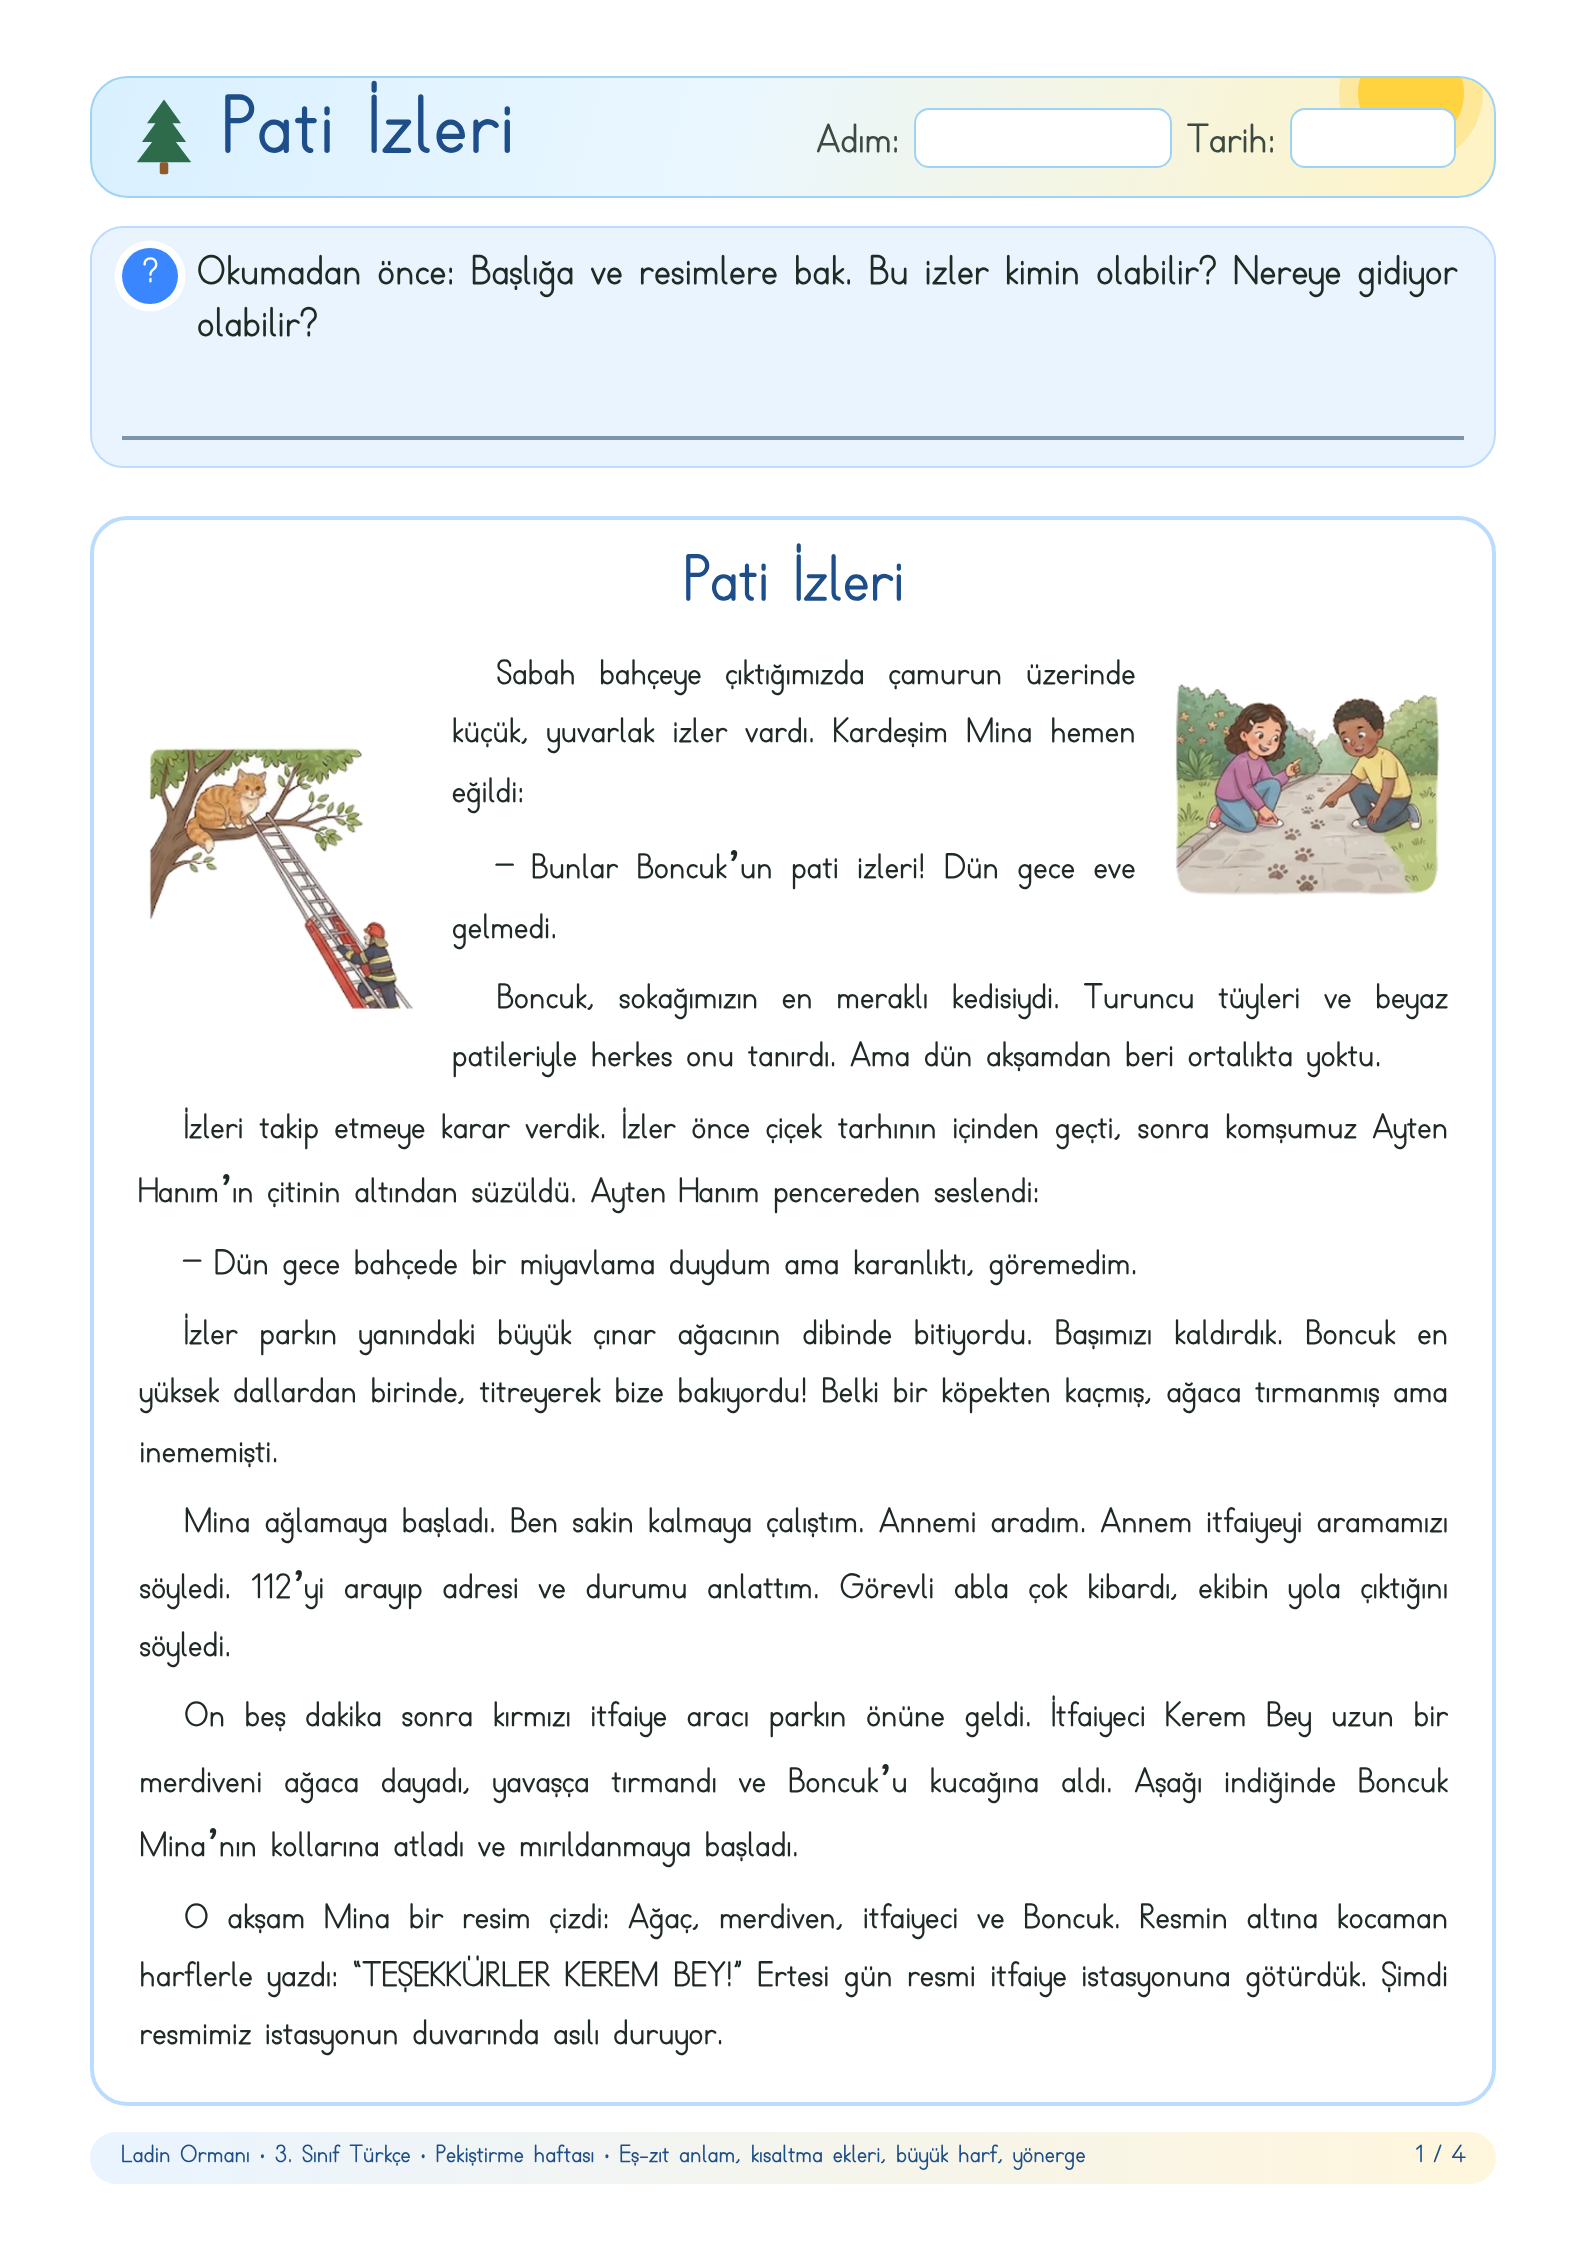 Pati İzleri
Adım:
Tarih:
?
Okumadan önce: Başlığa ve resimlere bak. Bu izler kimin olabilir? Nereye gidiyor
olabilir?
Pati İzleri
Sabah bahçeye çıktığımızda çamurun üzerinde
küçük, yuvarlak izler vardı. Kardeşim Mina hemen
eğildi:
– Bunlar Boncuk’un pati izleri! Dün gece eve
gelmedi.
Boncuk, sokağımızın en meraklı kedisiydi. Turuncu tüyleri ve beyaz
patileriyle herkes onu tanırdı. Ama dün akşamdan beri ortalıkta yoktu.
İzleri takip etmeye karar verdik. İzler önce çiçek tarhının içinden geçti, sonra komşumuz Ayten
Hanım’ın çitinin altından süzüldü. Ayten Hanım pencereden seslendi:
– Dün gece bahçede bir miyavlama duydum ama karanlıktı, göremedim.
İzler parkın yanındaki büyük çınar ağacının dibinde bitiyordu. Başımızı kaldırdık. Boncuk en
yüksek dallardan birinde, titreyerek bize bakıyordu! Belki bir köpekten kaçmış, ağaca tırmanmış ama
inememişti.
Mina ağlamaya başladı. Ben sakin kalmaya çalıştım. Annemi aradım. Annem itfaiyeyi aramamızı
söyledi. 112’yi arayıp adresi ve durumu anlattım. Görevli abla çok kibardı, ekibin yola çıktığını
söyledi.
On beş dakika sonra kırmızı itfaiye aracı parkın önüne geldi. İtfaiyeci Kerem Bey uzun bir
merdiveni ağaca dayadı, yavaşça tırmandı ve Boncuk’u kucağına aldı. Aşağı indiğinde Boncuk
Mina’nın kollarına atladı ve mırıldanmaya başladı.
O akşam Mina bir resim çizdi: Ağaç, merdiven, itfaiyeci ve Boncuk. Resmin altına kocaman
harflerle yazdı: “TEŞEKKÜRLER KEREM BEY!” Ertesi gün resmi itfaiye istasyonuna götürdük. Şimdi
resmimiz istasyonun duvarında asılı duruyor.
Ladin Ormanı • 3. Sınıf Türkçe • Pekiştirme haftası • Eş-zıt anlam, kısaltma ekleri, büyük harf, yönerge
1 / 4